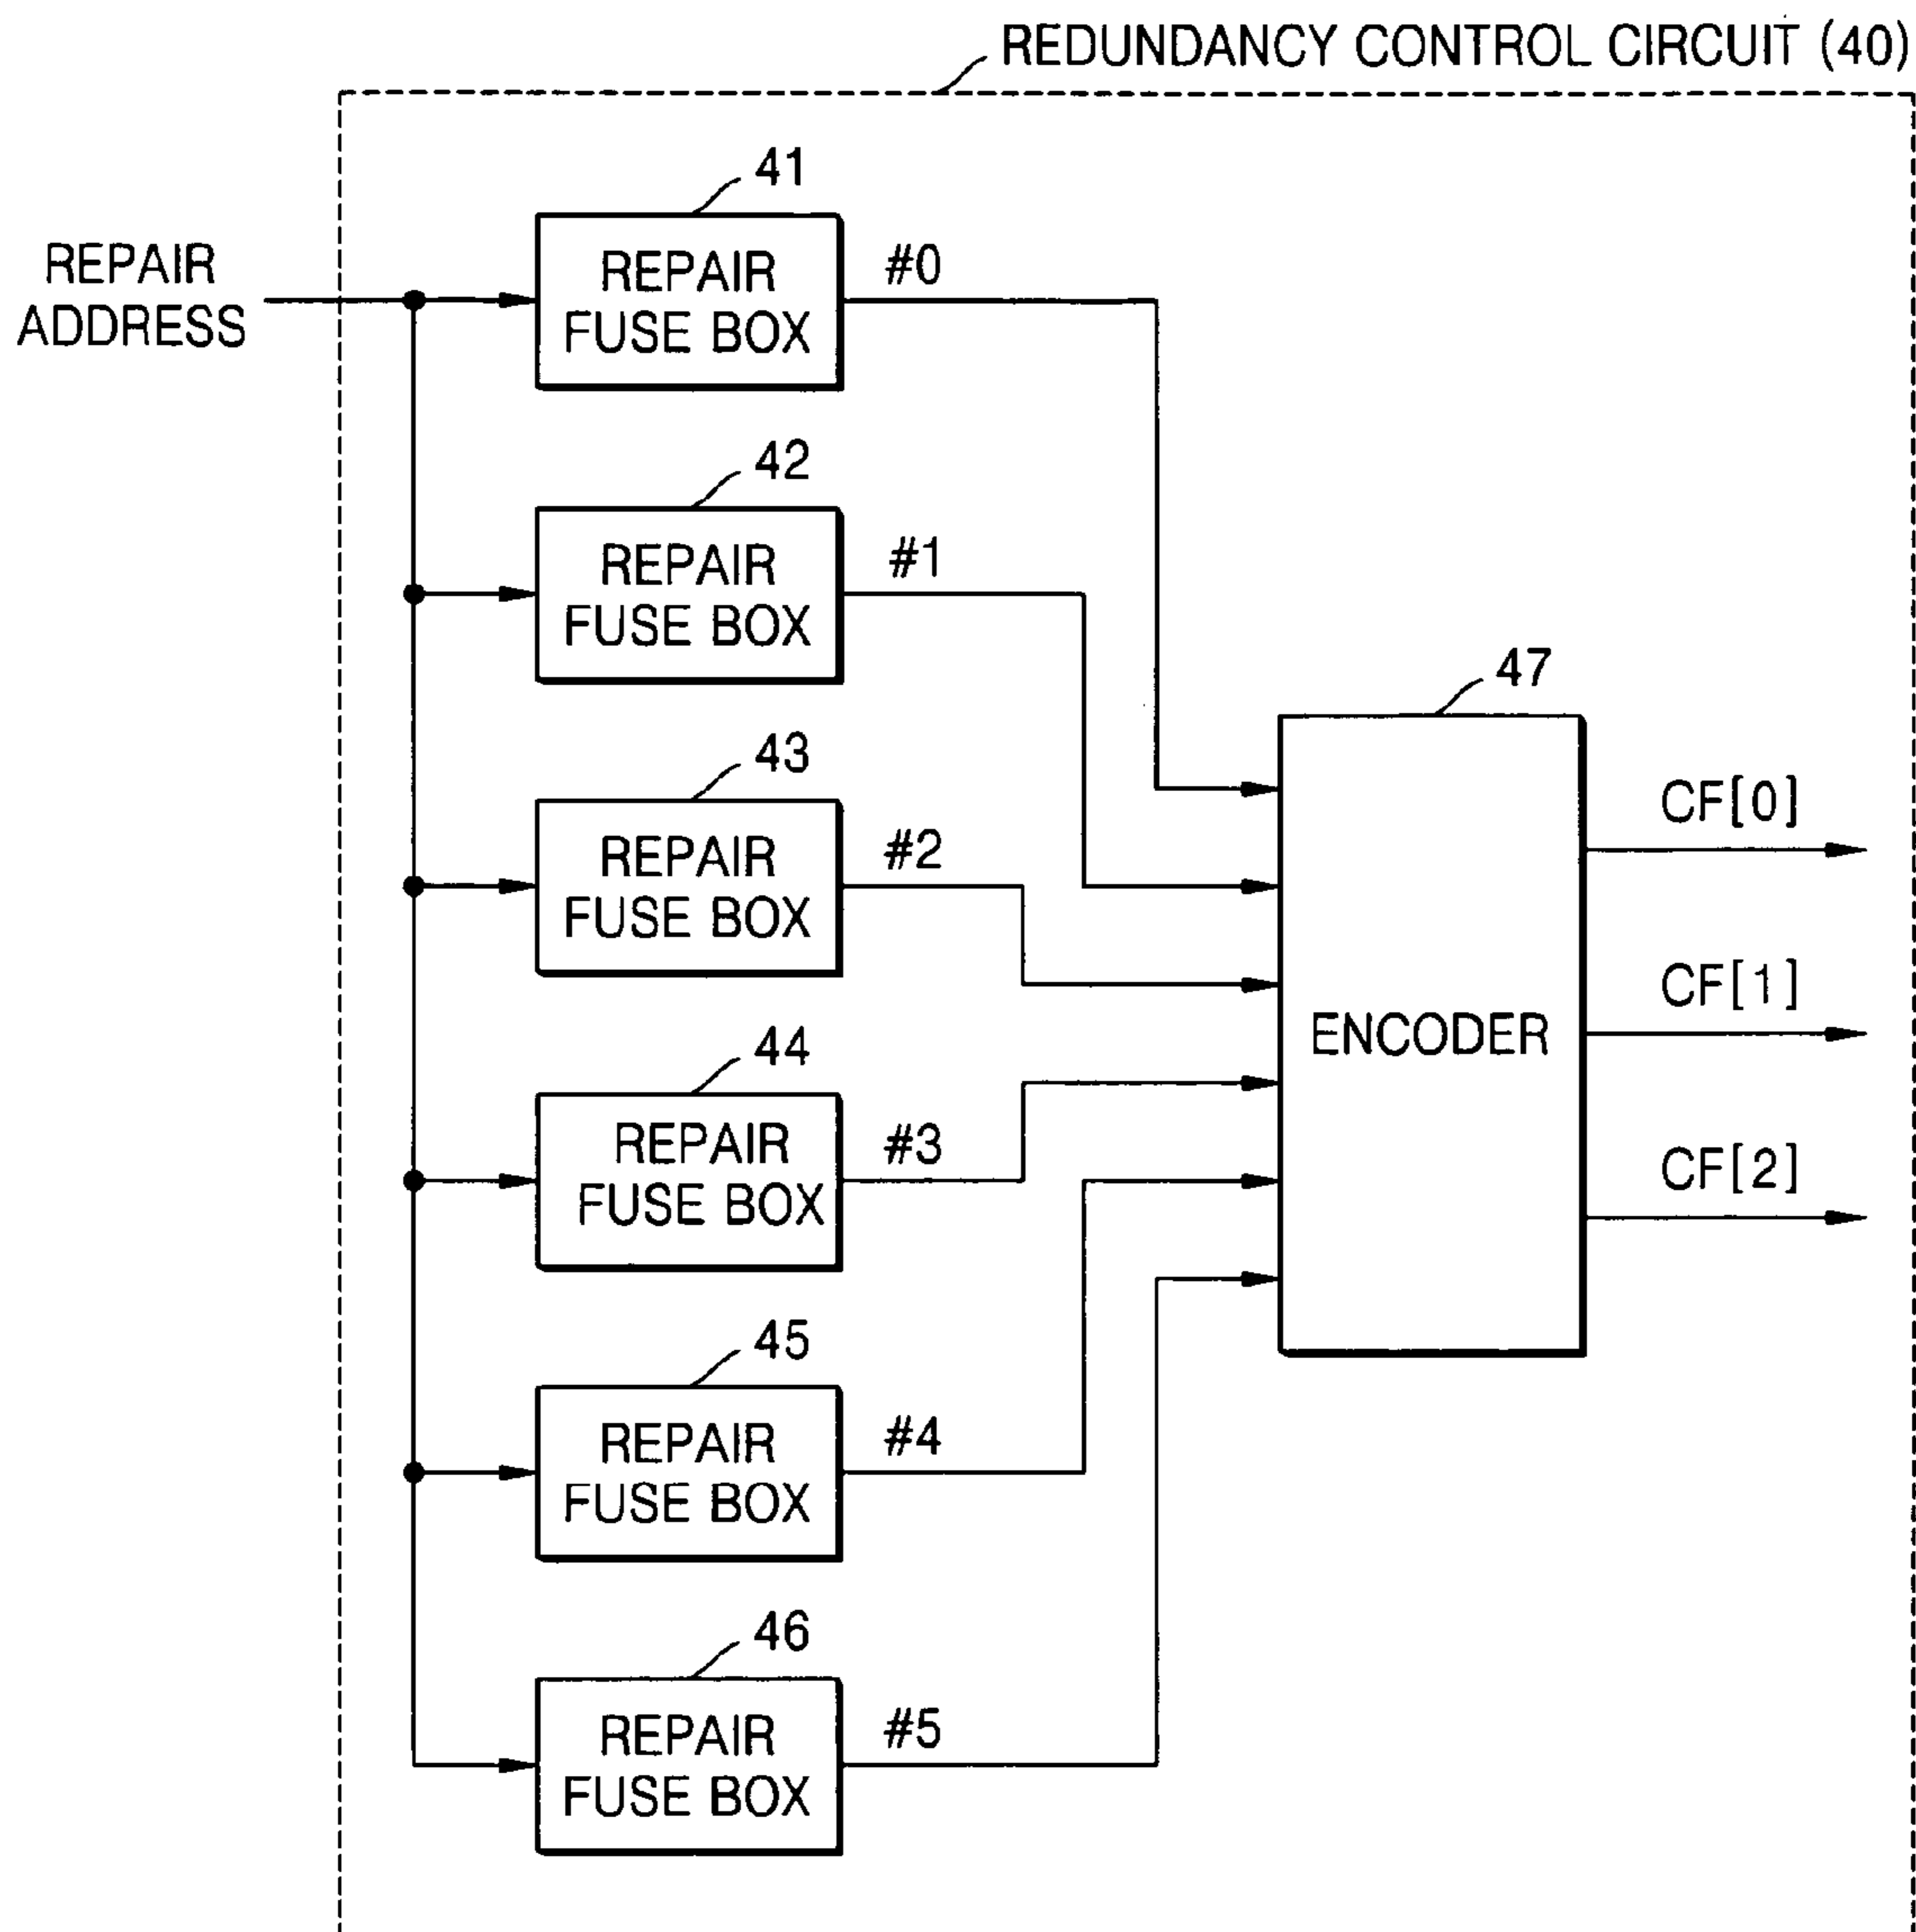 REDUNDANCY CONTROL CIRCUIT (40)
REPAIR
ADDRESS
41
REPAIR
FUSE BOX
#0
42
REPAIR
FUSE BOX
#1
43
REPAIR
FUSE BOX
#2
44
REPAIR
FUSE BOX
#3
45
REPAIR
FUSE BOX
#4
46
REPAIR
FUSE BOX
#5
47
ENCODER
CF[0]
CF[1]
CF[2]